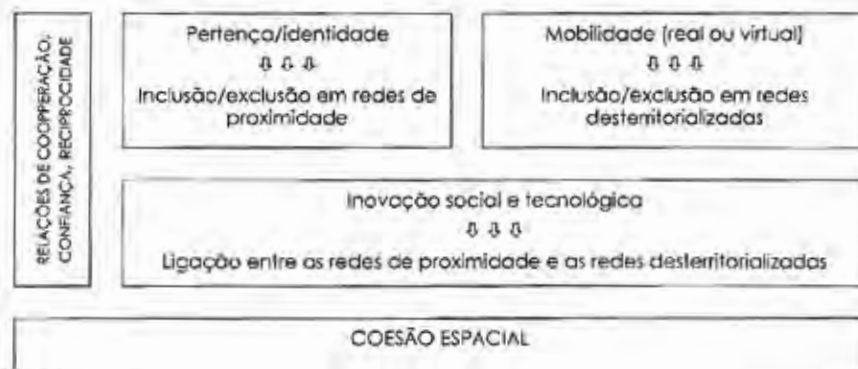 RELAÇÕES DE COOPPERAÇÃO,
CONFIANÇA, RECIPROCIDADE
Pertença/identidade
⇩ ⇩ ⇩
Inclusão/exclusão em redes de
proximidade
Mobilidade (real ou virtual)
⇩ ⇩ ⇩
Inclusão/exclusão em redes
desterritorializadas
Inovação social e tecnológica
⇩ ⇩ ⇩
Ligação entre as redes de proximidade e as redes desterritorializadas
COESÃO ESPACIAL